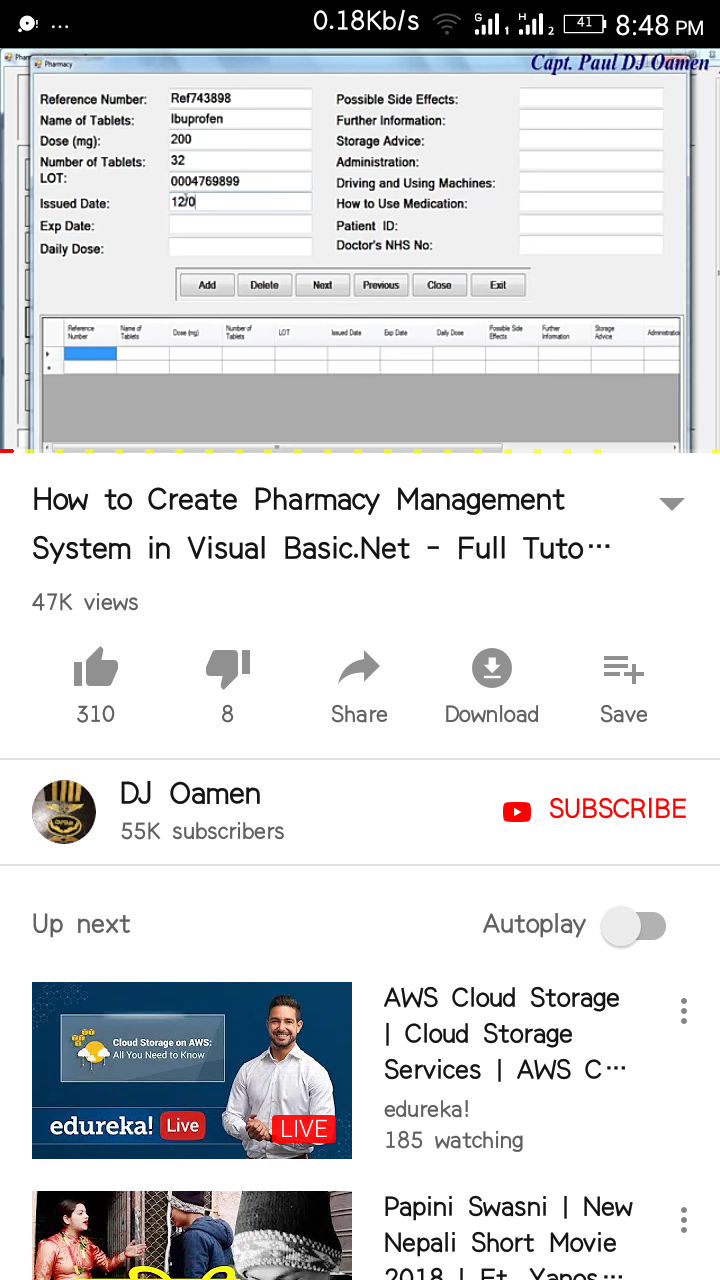 0.18Kb/s G 1 H 2 41 8:48 PM
Pharmacy
Capt. Paul DJ Oamen
Reference Number: Ref743898
Name of Tablets: Ibuprofen
Dose (mg): 200
Number of Tablets: 32
LOT: 0004769899
Issued Date: 12/0
Exp Date:
Daily Dose:
Possible Side Effects:
Further Information:
Storage Advice:
Administration:
Driving and Using Machines:
How to Use Medication:
Patient ID:
Doctor's NHS No:
Add Delete Next Previous Close Exit
Reference Number Name of Tablets Dose (mg) Number of Tablets LOT Issued Date Exp Date Daily Dose Possible Side Effects Further Information Storage Advice Administratio
How to Create Pharmacy Management
System in Visual Basic.Net - Full Tuto...
47K views
310 8 Share Download Save
DJ Oamen
55K subscribers
SUBSCRIBE
Up next Autoplay
Cloud Storage on AWS:
All You Need to Know
edureka! Live
LIVE
AWS Cloud Storage
| Cloud Storage
Services | AWS C...
edureka!
185 watching
Papini Swasni | New
Nepali Short Movie
2018 | Ft. Yanos...